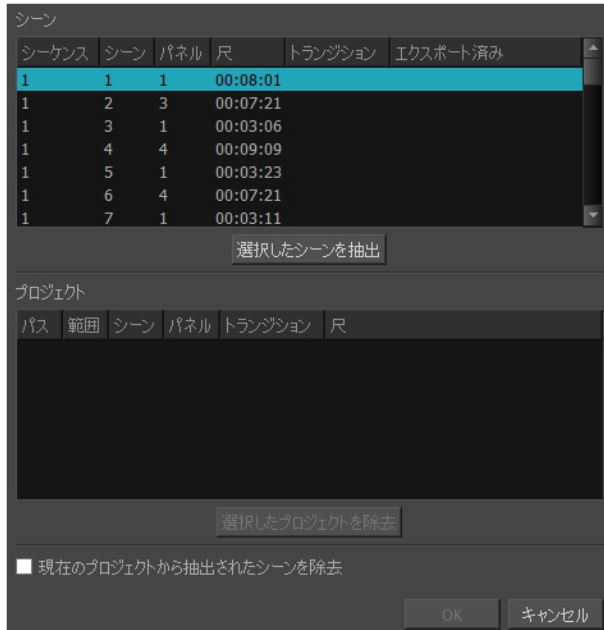 シーン
シーケンス シーン パネル 尺 トランジション エクスポート済み
1 1 1 00:08:01
1 2 3 00:07:21
1 3 1 00:03:06
1 4 4 00:09:09
1 5 1 00:03:23
1 6 4 00:07:21
1 7 1 00:03:11
選択したシーンを抽出
プロジェクト
パス 範囲 シーン パネル トランジション 尺
選択したプロジェクトを除去
現在のプロジェクトから抽出されたシーンを除去
OK キャンセル